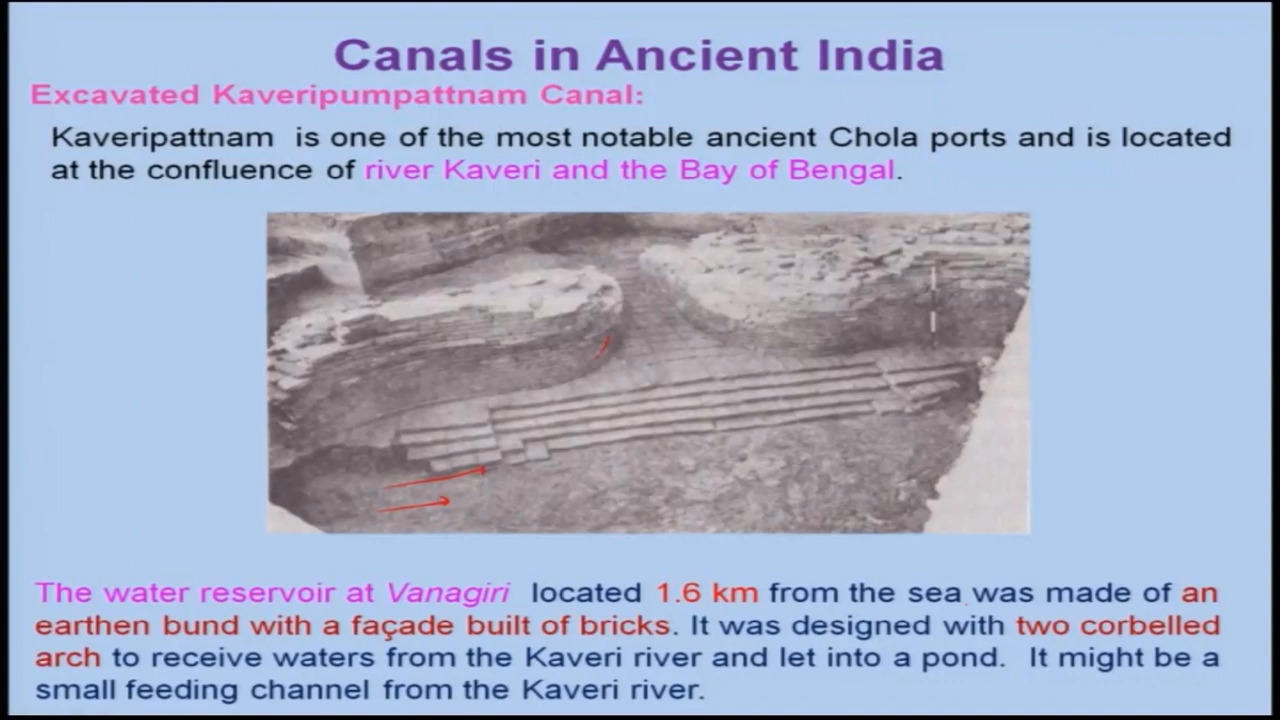 Canals in Ancient India
Excavated Kaveripumpattnam Canal:
Kaveripattnam is one of the most notable ancient Chola ports and is located
at the confluence of river Kaveri and the Bay of Bengal.
The water reservoir at Vanagiri located 1.6 km from the sea was made of an
earthen bund with a façade built of bricks. It was designed with two corbelled
arch to receive waters from the Kaveri river and let into a pond. It might be a
small feeding channel from the Kaveri river.